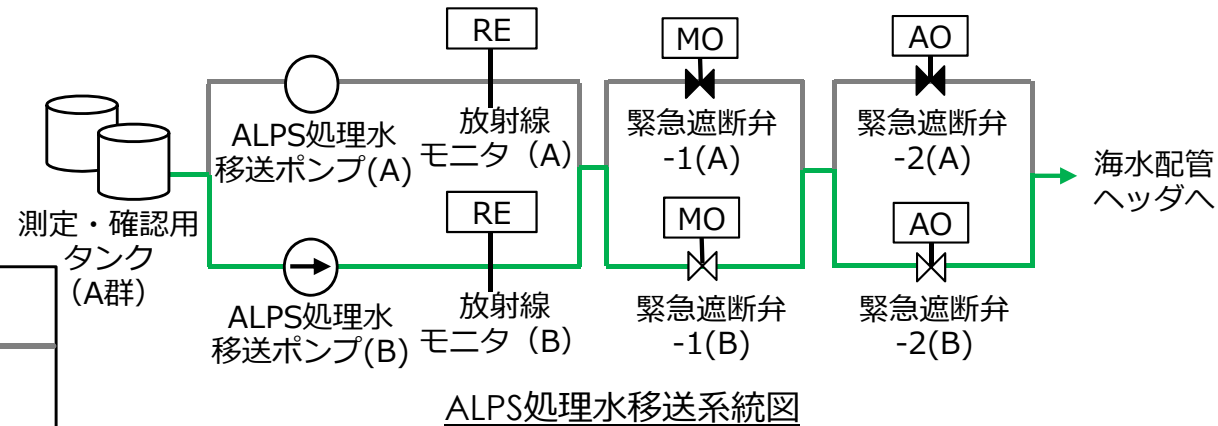 RE
MO
AO
ALPS処理水
移送ポンプ(A)
放射線
モニタ（A）
緊急遮断弁
-1(A)
緊急遮断弁
-2(A)
測定・確認用
タンク
（A群）
海水配管
ヘッダへ
RE
MO
AO
ALPS処理水
移送ポンプ(B)
放射線
モニタ（B）
緊急遮断弁
-1(B)
緊急遮断弁
-2(B)
ALPS処理水移送系統図